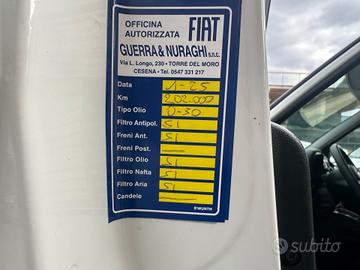 OFFICINA
AUTORIZZATA
FIAT
GUERRA & NURAGHI s.n.c.
Via L. Longo, 230 • TORRE DEL MORO
CESENA • Tel. 0547 331 217
Data 1-25
Km 202.000
Tipo Olio 0-30
Filtro Antipol. SI
Freni Ant. SI
Freni Post. —
Filtro Olio SI
Filtro Nafta SI
Filtro Aria SI
Candele —
WURTH
subito